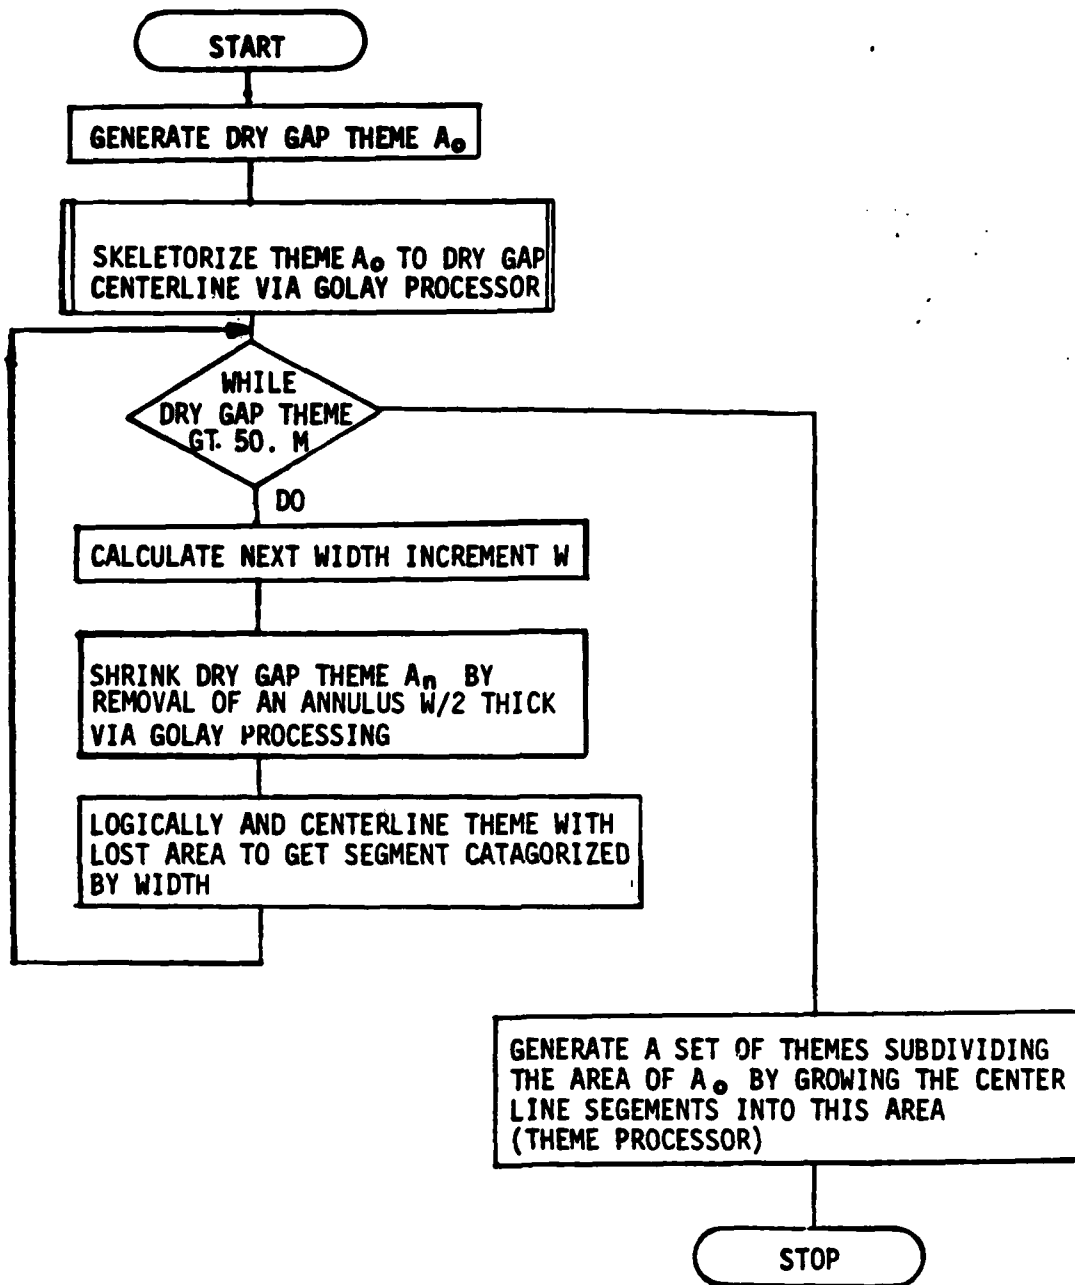 START
GENERATE DRY GAP THEME Ao
SKELETORIZE THEME Ao TO DRY GAP
CENTERLINE VIA GOLAY PROCESSOR
WHILE
DRY GAP THEME
GT. 50. M
DO
CALCULATE NEXT WIDTH INCREMENT W
SHRINK DRY GAP THEME An BY
REMOVAL OF AN ANNULUS W/2 THICK
VIA GOLAY PROCESSING
LOGICALLY AND CENTERLINE THEME WITH
LOST AREA TO GET SEGMENT CATAGORIZED
BY WIDTH
GENERATE A SET OF THEMES SUBDIVIDING
THE AREA OF Ao BY GROWING THE CENTER
LINE SEGEMENTS INTO THIS AREA
(THEME PROCESSOR)
STOP